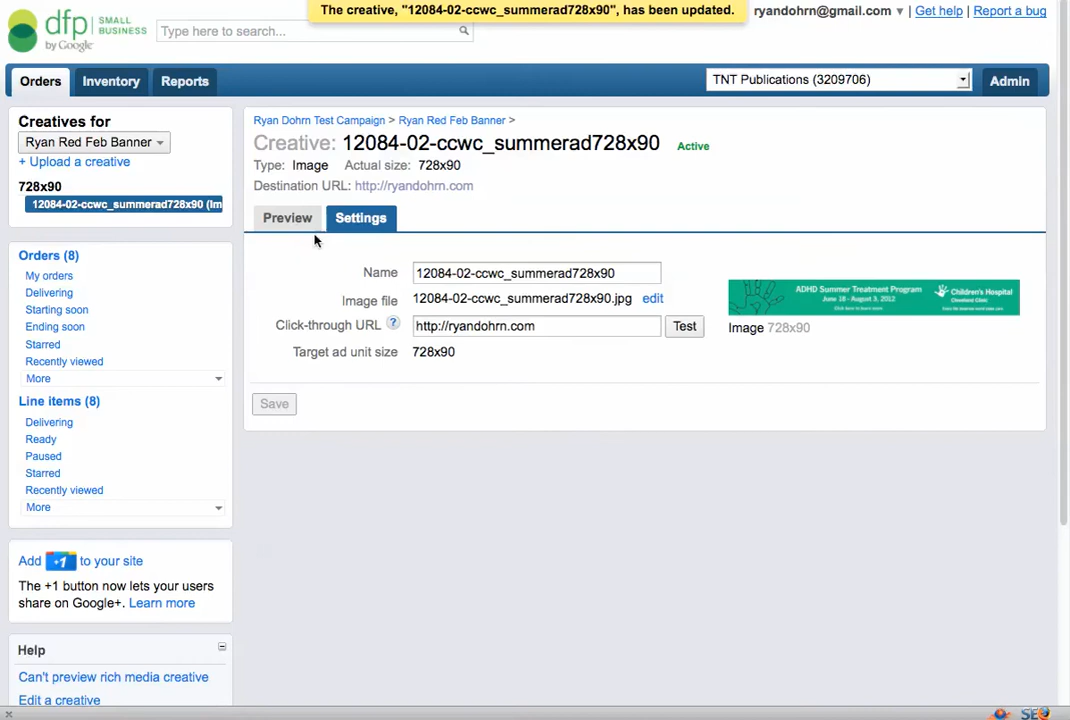 The creative, "12084-02-ccwc_summerad728x90", has been updated.
ryandohrn@gmail.com ▼ | Get help | Report a bug
dfp SMALL BUSINESS
by Google
Type here to search...
Orders Inventory Reports
TNT Publications (3209706)
Admin
Creatives for
Ryan Red Feb Banner
+ Upload a creative
728x90
12084-02-ccwc_summerad728x90 (Im
Orders (8)
My orders
Delivering
Starting soon
Ending soon
Starred
Recently viewed
More
Line items (8)
Delivering
Ready
Paused
Starred
Recently viewed
More
Add +1 to your site
The +1 button now lets your users
share on Google+. Learn more
Help
Can't preview rich media creative
Edit a creative
Ryan Dohrn Test Campaign > Ryan Red Feb Banner >
Creative: 12084-02-ccwc_summerad728x90 Active
Type: Image Actual size: 728x90
Destination URL: http://ryandohrn.com
Preview Settings
Name 12084-02-ccwc_summerad728x90
Image file 12084-02-ccwc_summerad728x90.jpg edit
Click-through URL ? http://ryandohrn.com Test
Target ad unit size 728x90
ADHD Summer Treatment Program
June 18 - August 3, 2012
Children's Hospital
Cleveland Clinic
Image 728x90
Save
SEO